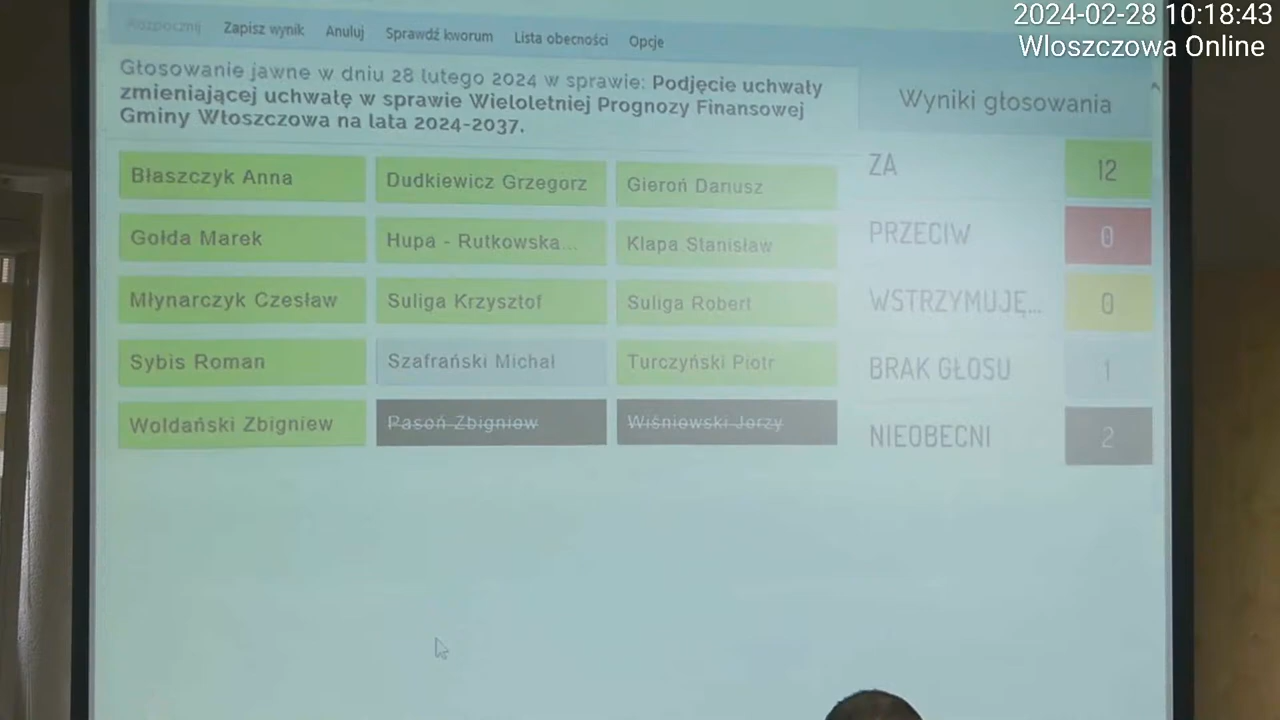 2024-02-28 10:18:43
Wloszczowa Online
Rozpocznij Zapisz wynik Anuluj Sprawdź kworum Lista obecności Opcje
Głosowanie jawne w dniu 28 lutego 2024 w sprawie: Podjęcie uchwały
zmieniającej uchwałę w sprawie Wieloletniej Prognozy Finansowej
Gminy Włoszczowa na lata 2024-2037.
Błaszczyk Anna Dudkiewicz Grzegorz Gieroń Dariusz
Gołda Marek Hupa - Rutkowska... Klapa Stanisław
Młynarczyk Czesław Suliga Krzysztof Suliga Robert
Sybis Roman Szafrański Michał Turczyński Piotr
Woldański Zbigniew Pasoń Zbigniew Wiśniewski Jerzy
Wyniki głosowania
ZA 12
PRZECIW 0
WSTRZYMUJĘ... 0
BRAK GŁOSU 1
NIEOBECNI 2